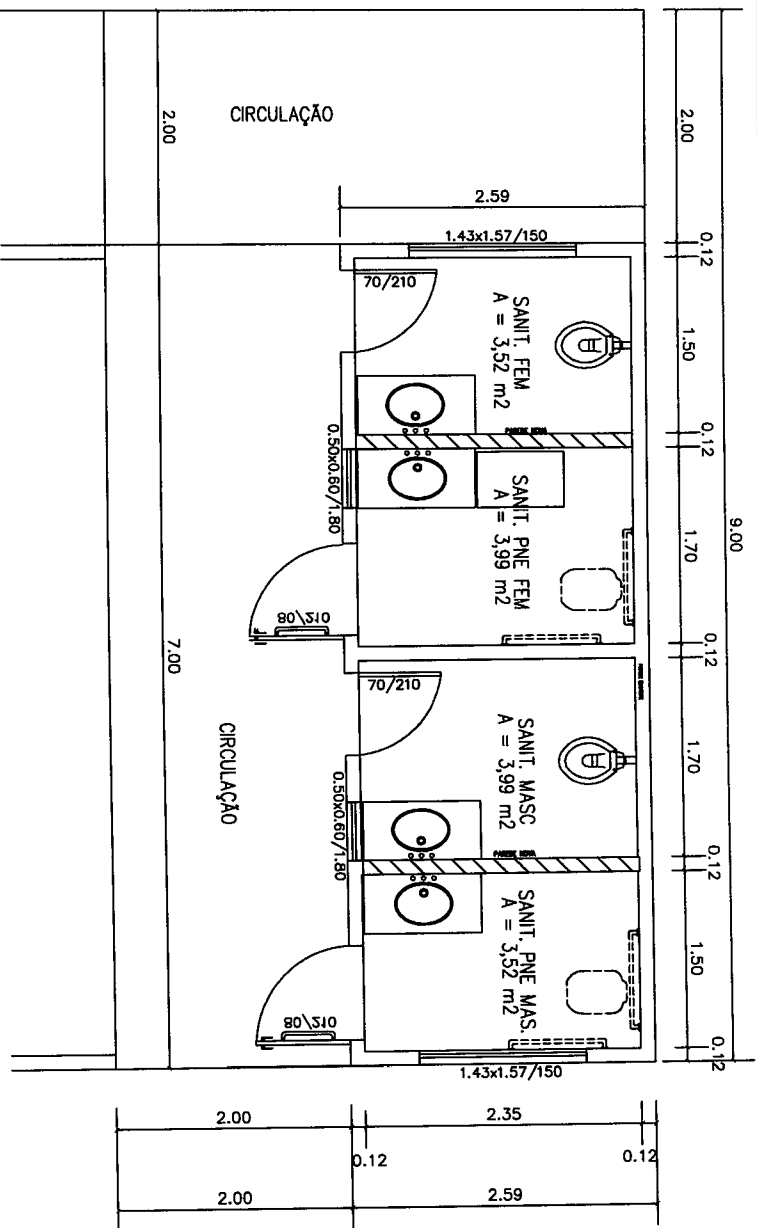 CIRCULAÇÃO
2.00
2.00
9.00
2.59
0.12
1.43x1.57/150
70/210
SANIT. FEM
A = 3,52 m2
1.50
PAREDE NOVA
0.12
0.50x0.60/1.80
SANIT. PNE FEM
A = 3,99 m2
1.70
80/210
0.12
7.00
CIRCULAÇÃO
70/210
SANIT. MASC
A = 3,99 m2
1.70
0.50x0.60/1.80
PAREDE NOVA
0.12
SANIT. PNE MAS.
A = 3,52 m2
1.50
80/210
0.12
1.43x1.57/150
2.00
2.35
0.12
0.12
2.00
2.59